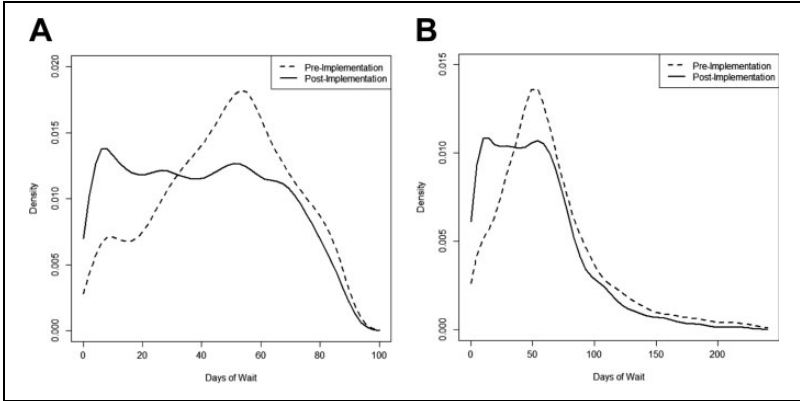 A
Pre-Implementation
Post-Implementation
0.020
0.015
0.010
0.005
0.000
Density
0 20 40 60 80 100
Days of Wait
B
Pre-Implementation
Post-Implementation
0.015
0.010
0.005
0.000
Density
0 50 100 150 200
Days of Wait